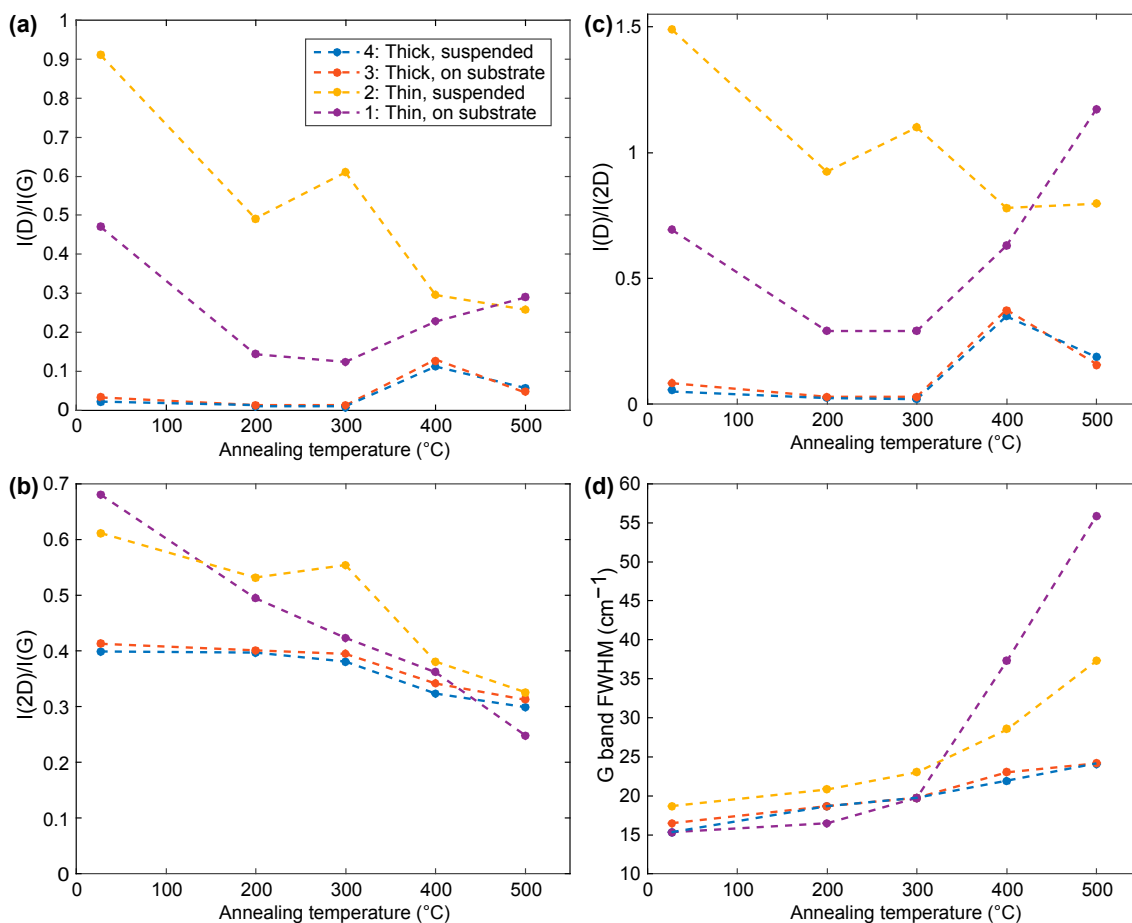 (a)
I(D)/I(G)
1
0.9
0.8
0.7
0.6
0.5
0.4
0.3
0.2
0.1
0
4: Thick, suspended
3: Thick, on substrate
2: Thin, suspended
1: Thin, on substrate
0 100 200 300 400 500
Annealing temperature (°C)
(c)
I(D)/I(2D)
1.5
1
0.5
0
0 100 200 300 400 500
Annealing temperature (°C)
(b)
I(2D)/I(G)
0.7
0.6
0.5
0.4
0.3
0.2
0.1
0
0 100 200 300 400 500
Annealing temperature (°C)
(d)
G band FWHM (cm−1)
60
55
50
45
40
35
30
25
20
15
10
0 100 200 300 400 500
Annealing temperature (°C)